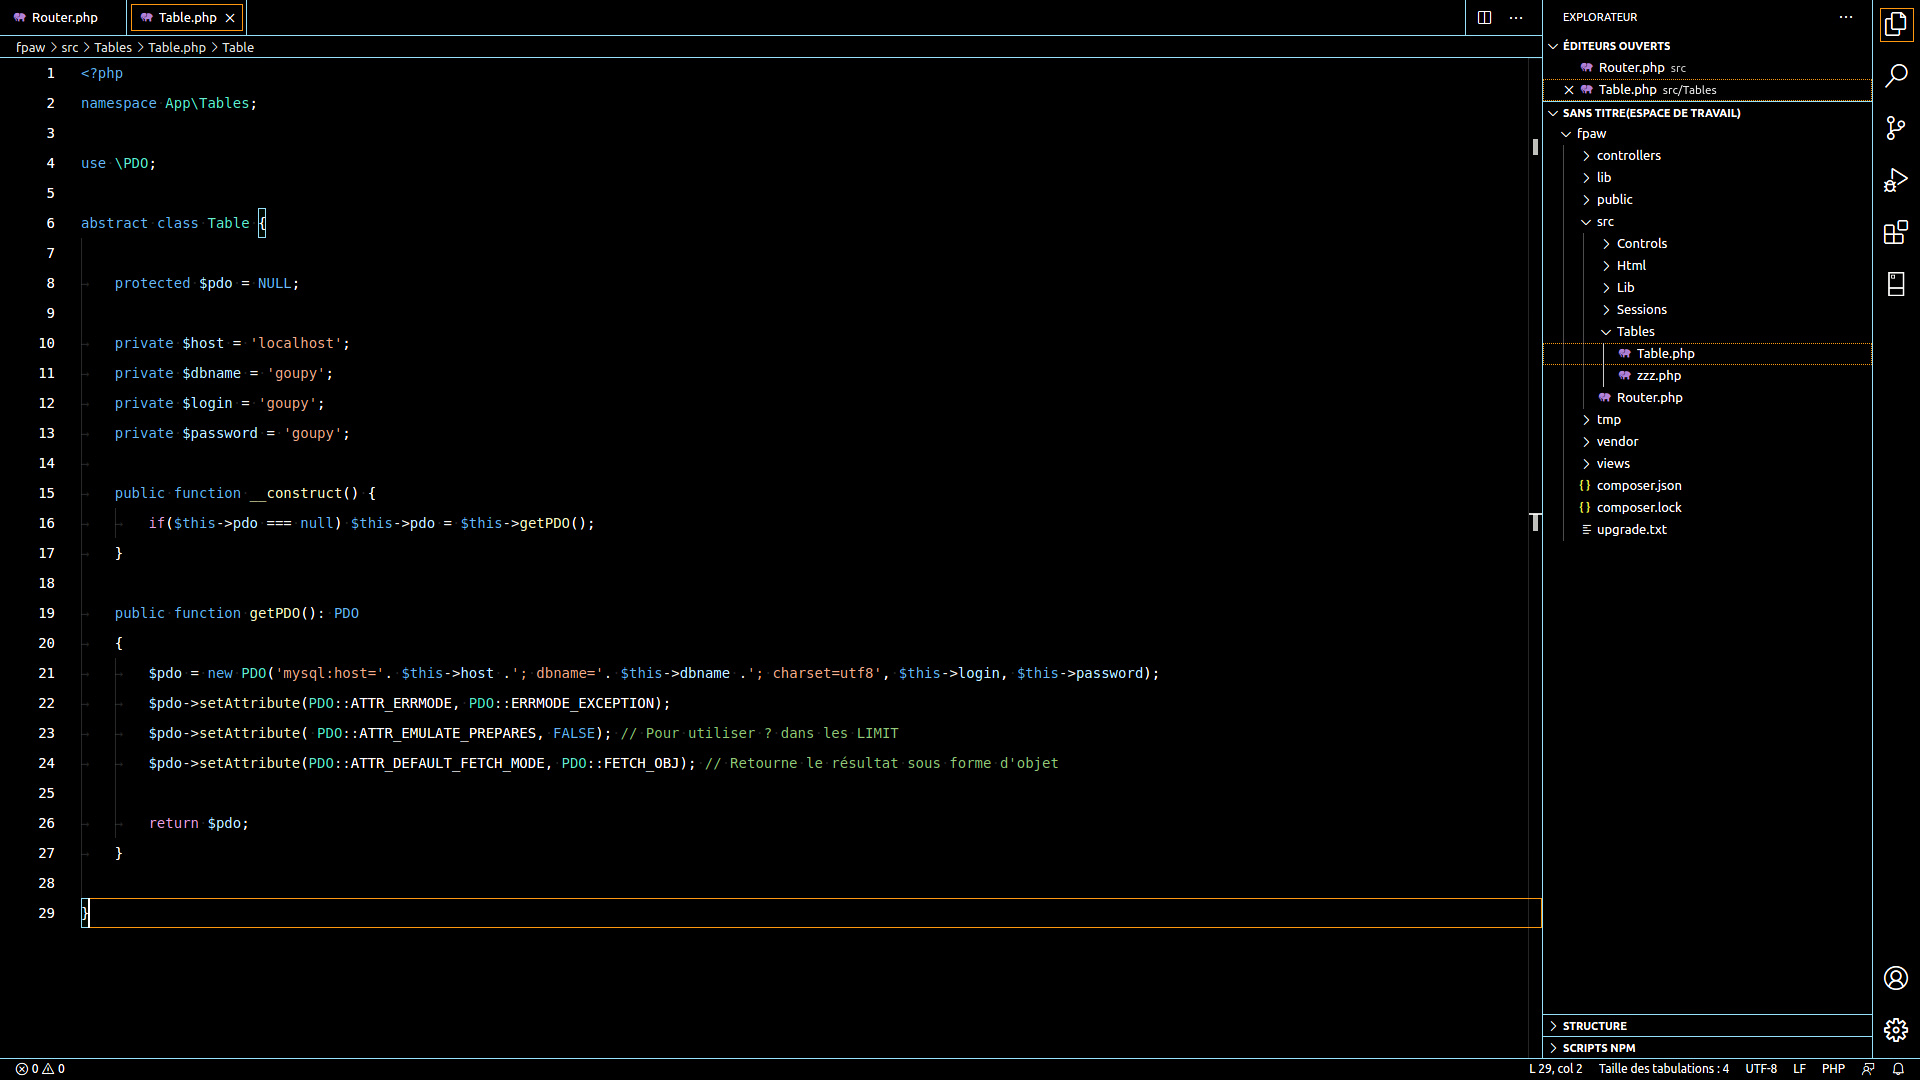 Router.php
Table.php
fpaw > src > Tables > Table.php > Table
1 <?php
2 namespace App\Tables;
3
4 use \PDO;
5
6 abstract class Table {
7
8 protected $pdo = NULL;
9
10 private $host = 'localhost';
11 private $dbname = 'goupy';
12 private $login = 'goupy';
13 private $password = 'goupy';
14
15 public function __construct() {
16 if($this->pdo === null) $this->pdo = $this->getPDO();
17 }
18
19 public function getPDO(): PDO
20 {
21 $pdo = new PDO('mysql:host='. $this->host .'; dbname='. $this->dbname .'; charset=utf8', $this->login, $this->password);
22 $pdo->setAttribute(PDO::ATTR_ERRMODE, PDO::ERRMODE_EXCEPTION);
23 $pdo->setAttribute( PDO::ATTR_EMULATE_PREPARES, FALSE); // Pour utiliser ? dans les LIMIT
24 $pdo->setAttribute(PDO::ATTR_DEFAULT_FETCH_MODE, PDO::FETCH_OBJ); // Retourne le résultat sous forme d'objet
25
26 return $pdo;
27 }
28
29 }
EXPLORATEUR
ÉDITEURS OUVERTS
Router.php src
Table.php src/Tables
SANS TITRE(ESPACE DE TRAVAIL)
fpaw
controllers
lib
public
src
Controls
Html
Lib
Sessions
Tables
Table.php
zzz.php
Router.php
tmp
vendor
views
{} composer.json
{} composer.lock
upgrade.txt
STRUCTURE
SCRIPTS NPM
0 0
L 29, col 2 Taille des tabulations : 4 UTF-8 LF PHP